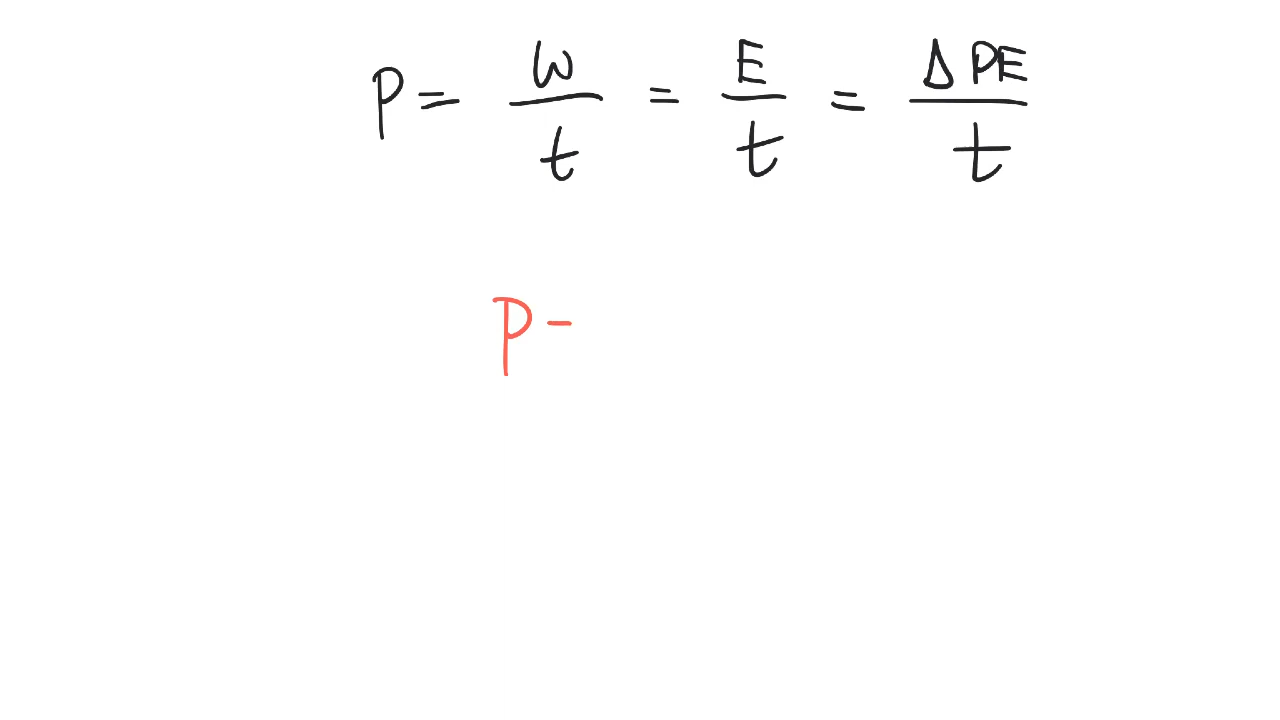 P = W/t = E/t = ΔPE/t
P -